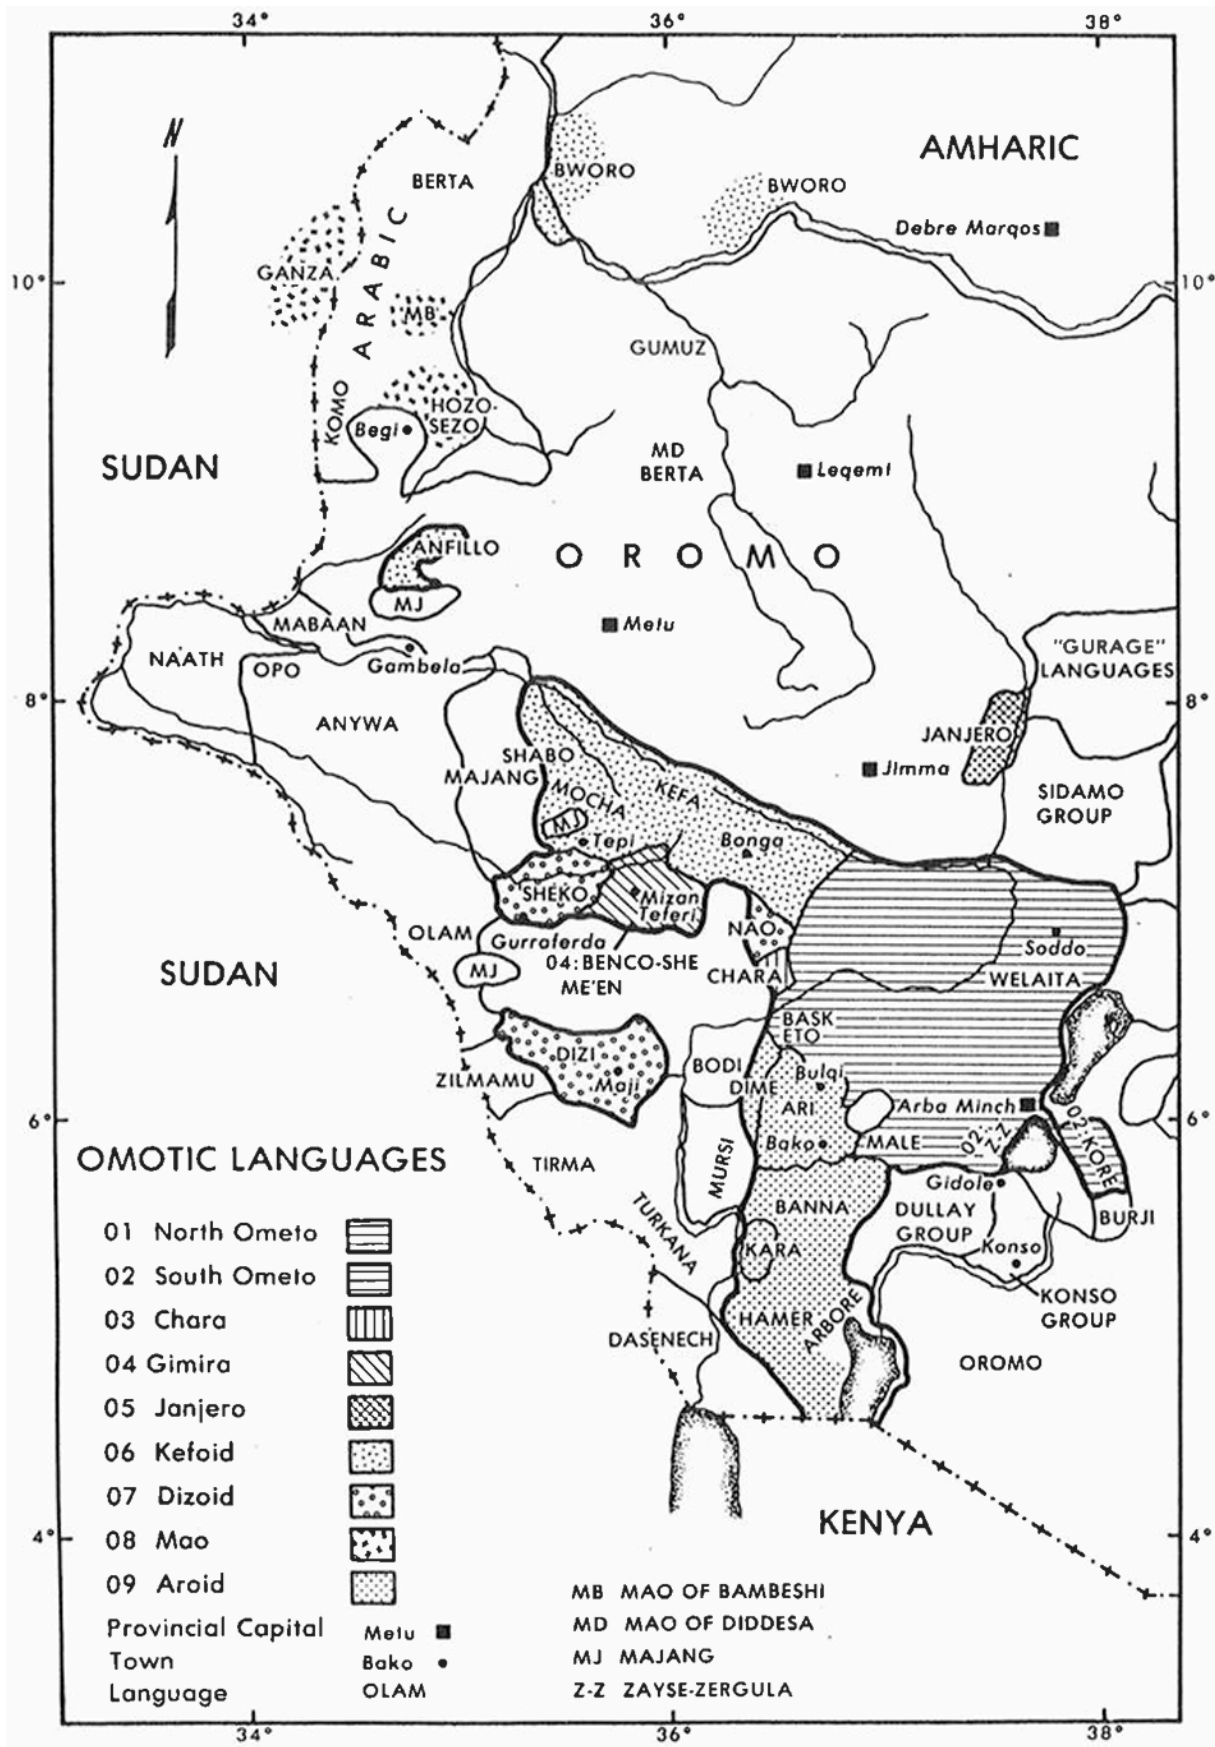 34°
36°
38°
N
AMHARIC
BERTA
BWORO
BWORO
Debre Marqos
ARABIC
GANZA
10°
10°
MB
GUMUZ
KOMO
HOZO-
SEZO
Begi
SUDAN
MD
BERTA
Leqemt
ANFILLO
OROMO
MJ
MABAAN
Metu
NAATH
OPO
Gambela
"GURAGE"
LANGUAGES
8°
8°
ANYWA
JANJERO
SHABO
MAJANG
Jimma
MOCHA
KEFA
SIDAMO
GROUP
MJ
Tepi
Bonga
SHEKO
Mizan
Teferi
NAO
OLAM
Gurraferda
Soddo
MJ
04:BENCO-SHE
ME'EN
CHARA
WELAITA
SUDAN
BASK
ETO
DIZI
Maji
BODI
DIME
Bulqi
ZILMAMU
ARI
Arba Minch
6°
6°
Bako
MALE
02:
Z-Z
02:KORE
OMOTIC LANGUAGES
TIRMA
MURSI
Gidole
TURKANA
BANNA
DULLAY
GROUP
BURJI
KARA
Konso
KONSO
GROUP
HAMER
ARBORE
DASENECH
OROMO
01 North Ometo
02 South Ometo
03 Chara
04 Gimira
05 Janjero
06 Kefoid
07 Dizoid
08 Mao
09 Aroid
KENYA
4°
4°
Provincial Capital Metu
Town Bako
Language OLAM
MB MAO OF BAMBESHI
MD MAO OF DIDDESA
MJ MAJANG
Z-Z ZAYSE-ZERGULA
34°
36°
38°